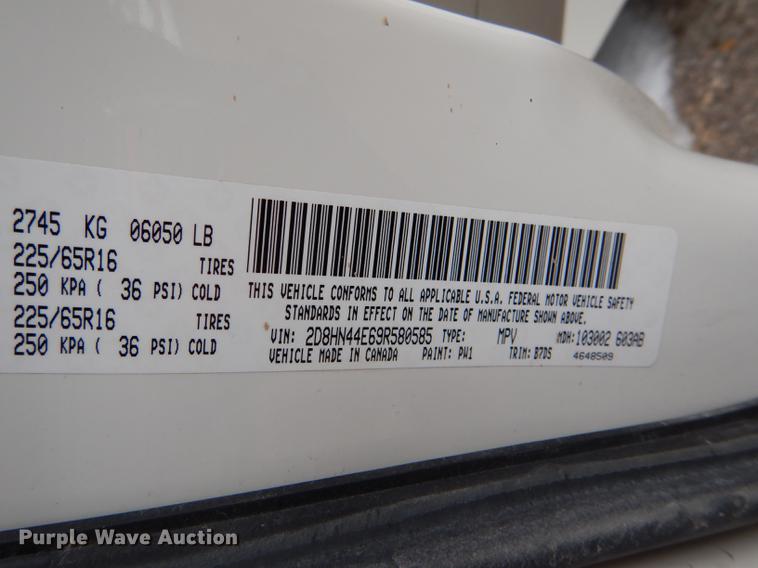 2745 KG 06050 LB
225/65R16 TIRES
250 KPA ( 36 PSI) COLD
225/65R16 TIRES
250 KPA ( 36 PSI) COLD
THIS VEHICLE CONFORMS TO ALL APPLICABLE U.S.A. FEDERAL MOTOR VEHICLE SAFETY
STANDARDS IN EFFECT ON THE DATE OF MANUFACTURE SHOWN ABOVE.
VIN: 2D8HN44E69R580585 TYPE: MPV MDH: 103002 603AB
VEHICLE MADE IN CANADA PAINT: PW1 TRIM: B7DS 4648509
Purple Wave Auction